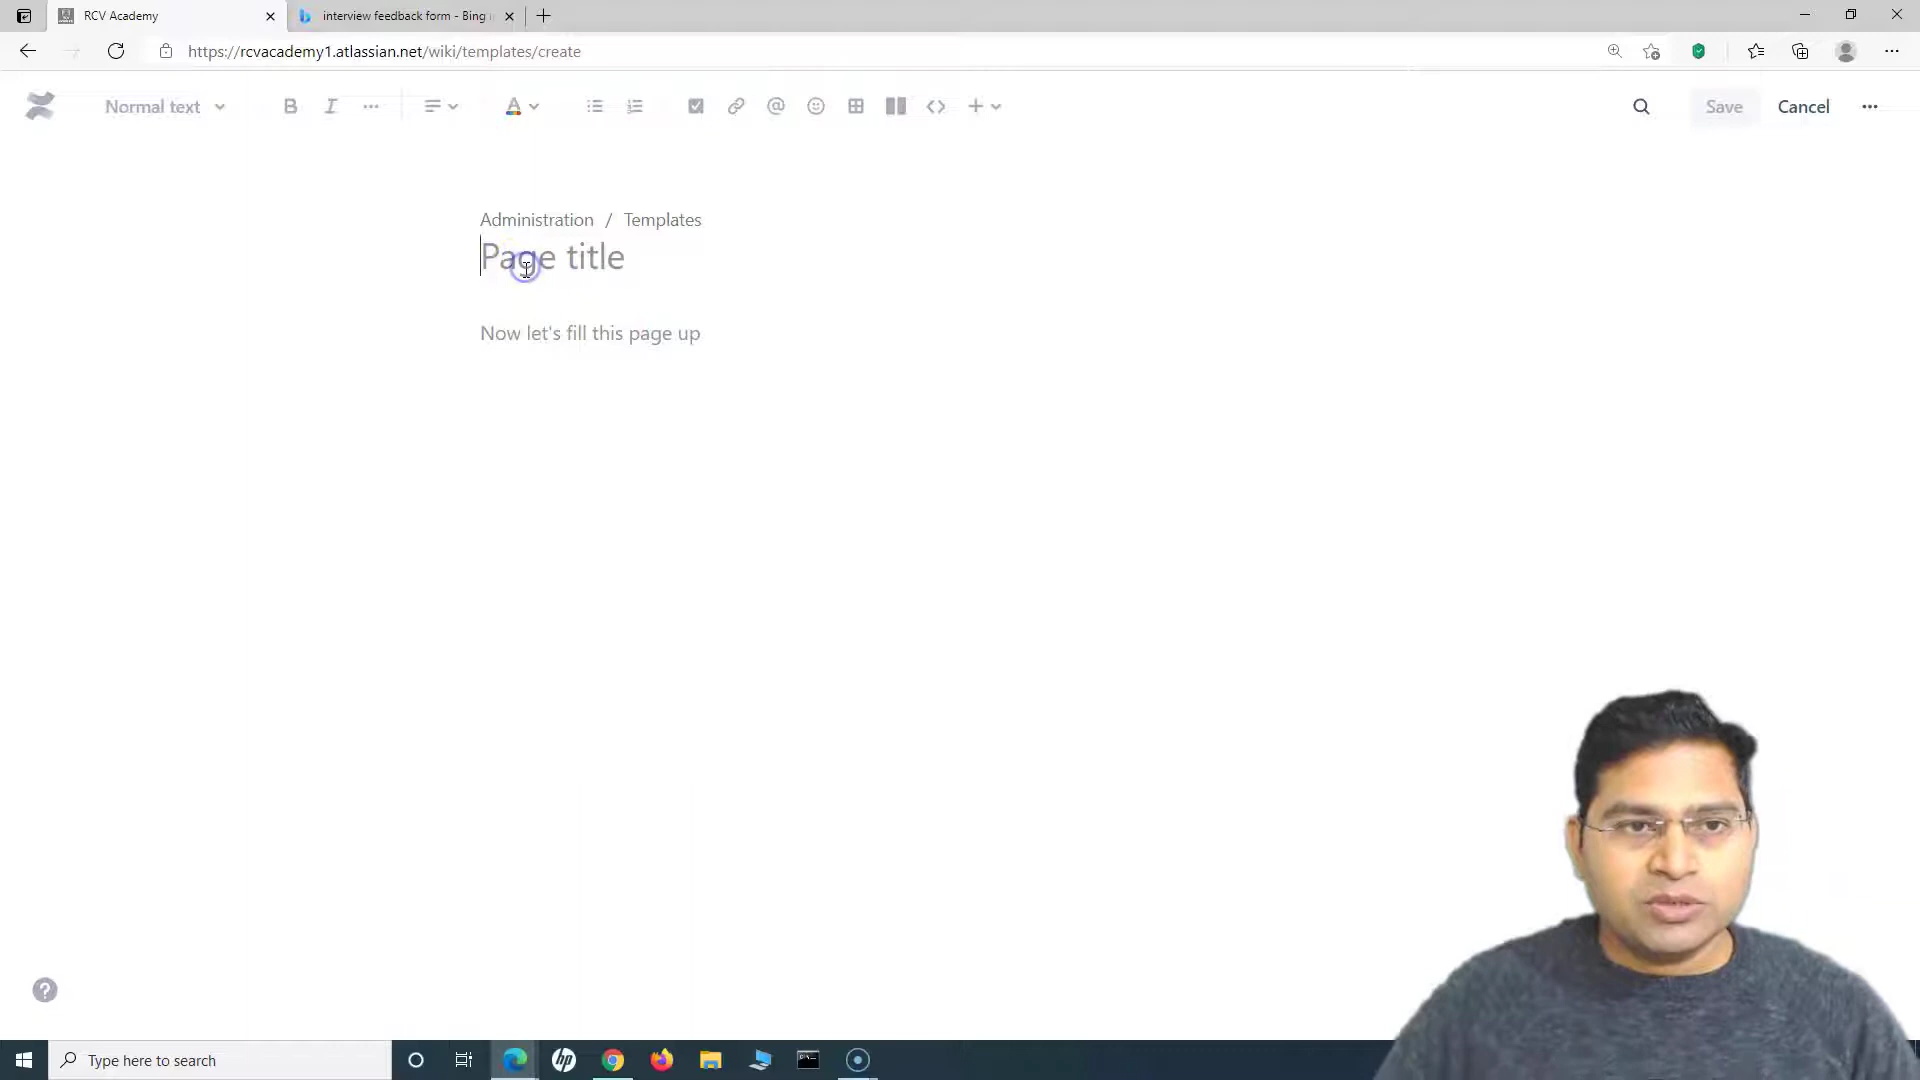 RCV Academy
interview feedback form - Bing
https://rcvacademy1.atlassian.net/wiki/templates/create
Normal text
Save
Cancel
Administration / Templates
Page title
Now let's fill this page up
Type here to search